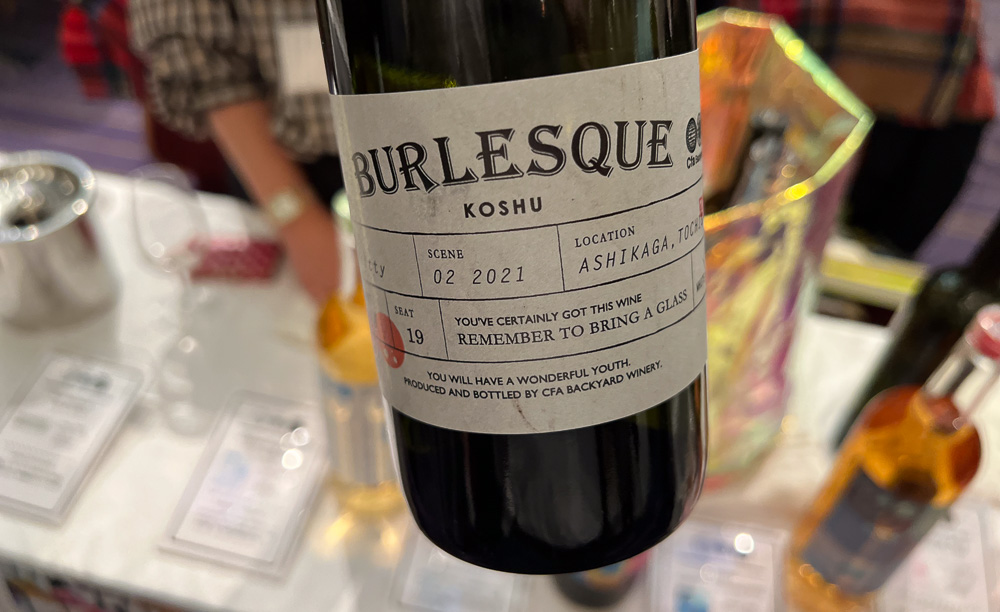 BURLESQUE
KOSHU
SCENE
02 2021
LOCATION
ASHIKAGA,
SEAT
19
YOU'VE CERTAINLY GOT THIS WINE
REMEMBER TO BRING A GLASS
YOU WILL HAVE A WONDERFUL YOUTH.
PRODUCED AND BOTTLED BY CFA BACKYARD WINERY.